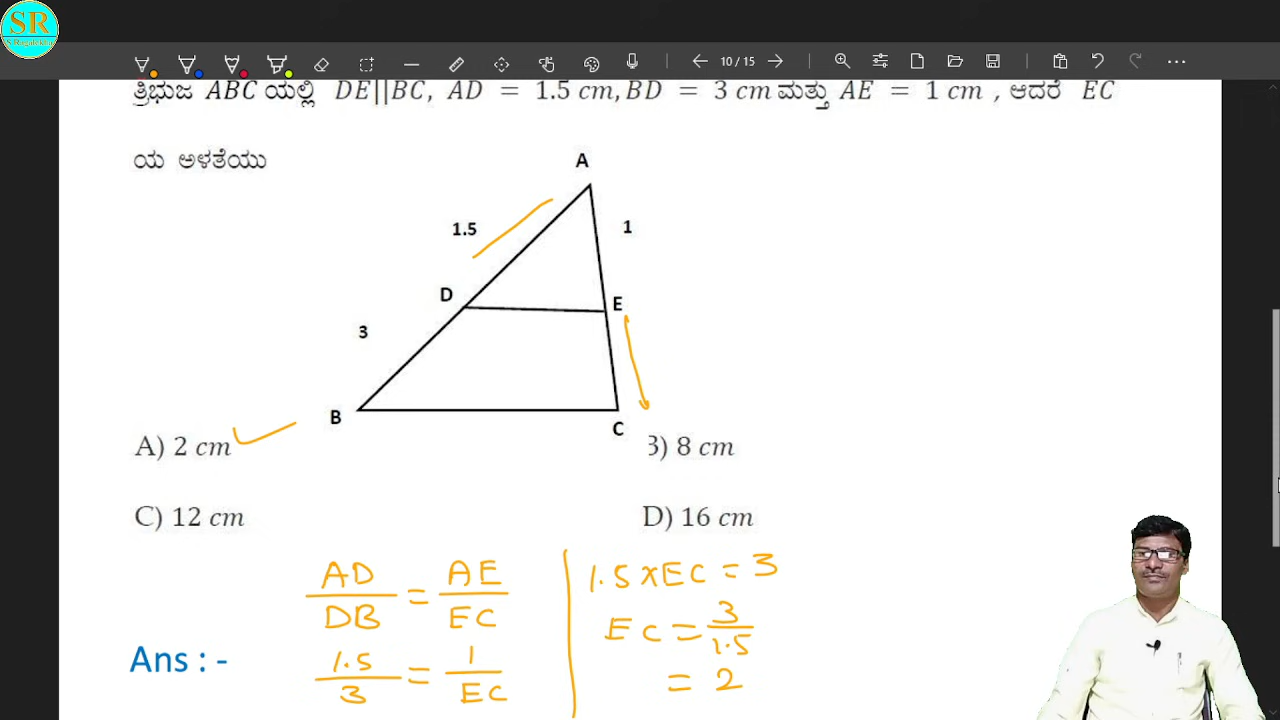 SR
S Ragalekha
10 / 15
ತ್ರಿಭುಜ ABC ಯಲ್ಲಿ DE||BC, AD = 1.5 cm, BD = 3 cm ಮತ್ತು AE = 1 cm , ಆದರೆ EC
ಯ ಅಳತೆಯು
A
1.5
1
D
E
3
B
C
A) 2 cm
B) 8 cm
C) 12 cm
D) 16 cm
AD/DB = AE/EC
1.5/3 = 1/EC
1.5 x EC = 3
EC = 3/1.5
= 2
Ans : -